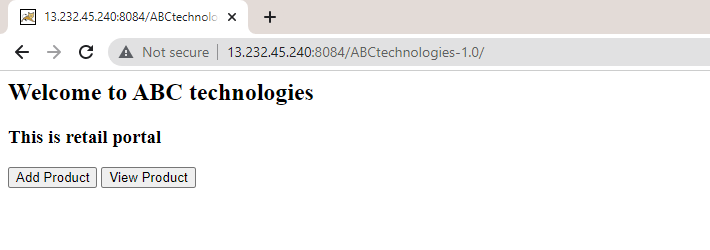 13.232.45.240:8084/ABCtechnolo
Not secure 13.232.45.240:8084/ABCtechnologies-1.0/
Welcome to ABC technologies
This is retail portal
Add Product View Product